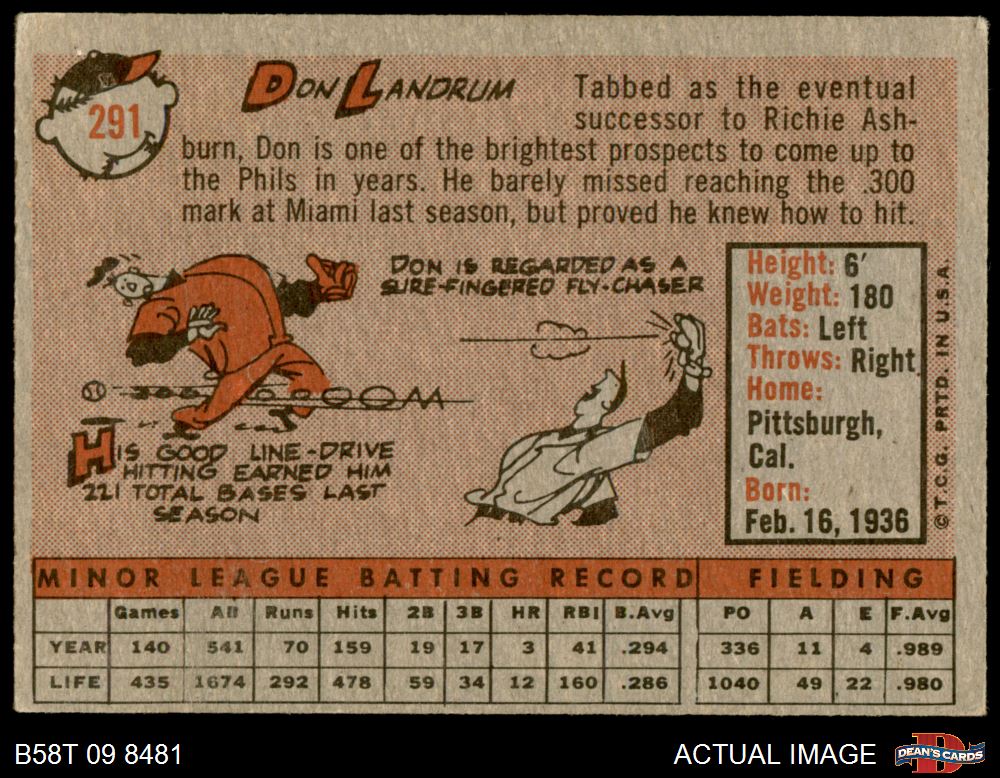 291
DON LANDRUM
Tabbed as the eventual
successor to Richie Ash-
burn, Don is one of the brightest prospects to come up to
the Phils in years. He barely missed reaching the .300
mark at Miami last season, but proved he knew how to hit.
DON IS REGARDED AS A
SURE-FINGERED FLY-CHASER
HIS GOOD LINE-DRIVE
HITTING EARNED HIM
221 TOTAL BASES LAST
SEASON
Height: 6'
Weight: 180
Bats: Left
Throws: Right
Home:
Pittsburgh,
Cal.
Born:
Feb. 16, 1936
© T.C.G. PRTD. IN U.S.A.
MINOR LEAGUE BATTING RECORD FIELDING
Games AB Runs Hits 2B 3B HR RBI B.Avg PO A E F.Avg
YEAR 140 541 70 159 19 17 3 41 .294 336 11 4 .989
LIFE 435 1674 292 478 59 34 12 160 .286 1040 49 22 .980
B58T 09 8481
ACTUAL IMAGE
DEAN'S CARDS